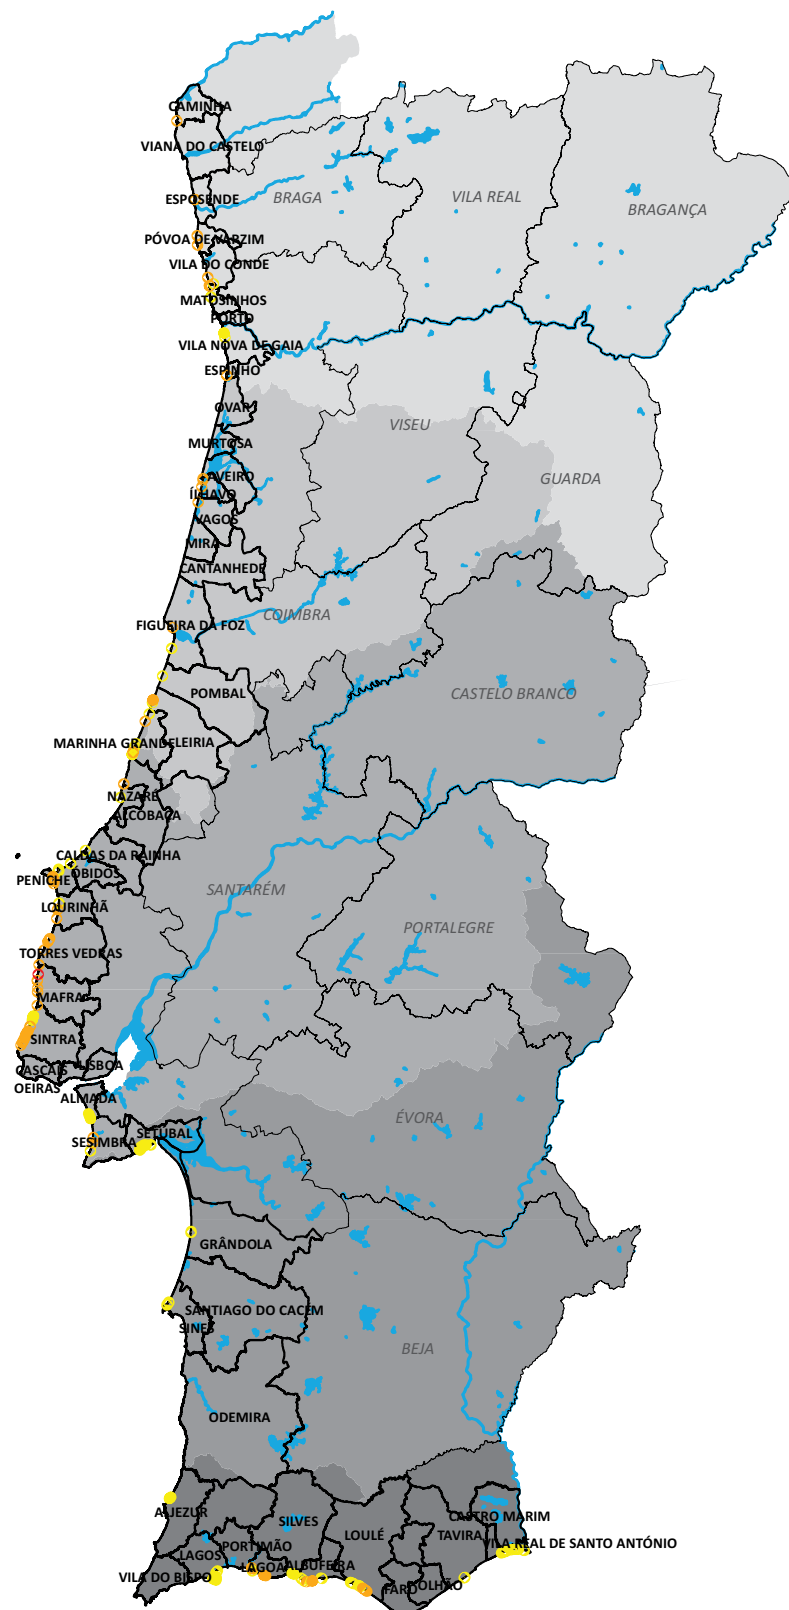 CAMINHA
VIANA DO CASTELO
ESPOSENDE
BRAGA
VILA REAL
BRAGANÇA
PÓVOA DE VARZIM
VILA DO CONDE
MATOSINHOS
PORTO
VILA NOVA DE GAIA
ESPINHO
OVAR
VISEU
MURTOSA
AVEIRO
GUARDA
ÍLHAVO
VAGOS
MIRA
CANTANHEDE
COIMBRA
FIGUEIRA DA FOZ
POMBAL
CASTELO BRANCO
MARINHA GRANDE
LEIRIA
NAZARÉ
ALCOBAÇA
CALDAS DA RAINHA
ÓBIDOS
PENICHE
SANTARÉM
LOURINHÃ
PORTALEGRE
TORRES VEDRAS
MAFRA
SINTRA
LISBOA
CASCAIS
OEIRAS
ALMADA
ÉVORA
SETÚBAL
SESIMBRA
GRÂNDOLA
SANTIAGO DO CACÉM
SINES
BEJA
ODEMIRA
ALJEZUR
SILVES
CASTRO MARIM
LOULÉ
TAVIRA
VILA REAL DE SANTO ANTÓNIO
PORTIMÃO
LAGOS
LAGOA
ALBUFEIRA
VILA DO BISPO
OLHÃO
FARO